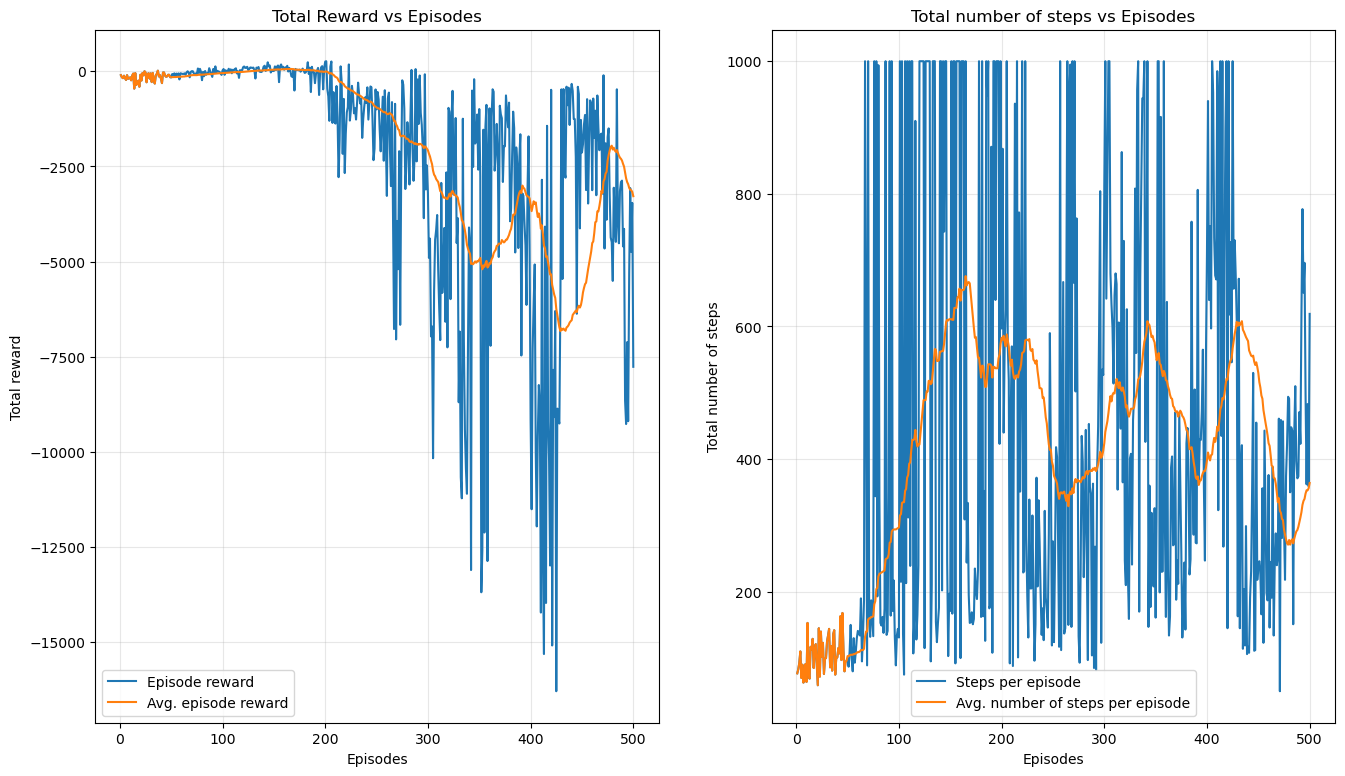 Total Reward vs Episodes
0
−2500
−5000
−7500
−10000
−12500
−15000
Total reward
Episode reward
Avg. episode reward
0 100 200 300 400 500
Episodes
Total number of steps vs Episodes
1000
800
600
400
200
Total number of steps
Steps per episode
Avg. number of steps per episode
0 100 200 300 400 500
Episodes